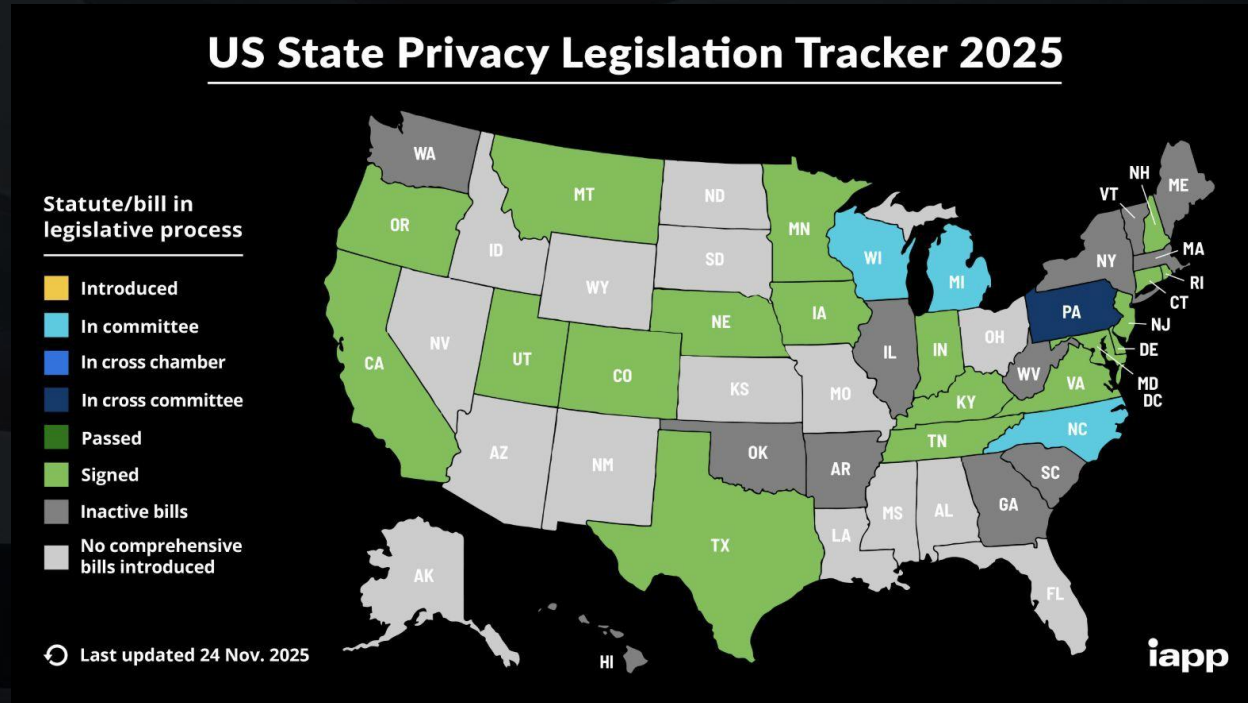 US State Privacy Legislation Tracker 2025
Statute/bill in
legislative process
Introduced
In committee
In cross chamber
In cross committee
Passed
Signed
Inactive bills
No comprehensive
bills introduced
Last updated 24 Nov. 2025
WA
OR
CA
ID
NV
MT
WY
UT
AZ
CO
NM
ND
SD
NE
KS
OK
TX
MN
IA
MO
AR
LA
WI
IL
MI
IN
OH
KY
TN
MS
AL
GA
FL
SC
NC
VA
WV
PA
NY
VT
NH
ME
MA
RI
CT
NJ
DE
MD
DC
AK
HI
iapp